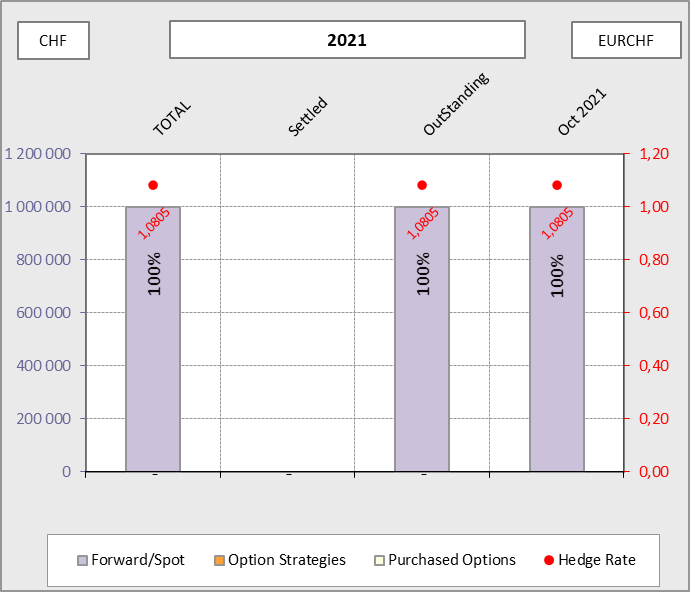 CHF
2021
EURCHF
TOTAL
Settled
OutStanding
Oct 2021
1 200 000
1 000 000
800 000
600 000
400 000
200 000
0
1,20
1,00
0,80
0,60
0,40
0,20
0,00
1,0805
100%
1,0805
100%
1,0805
100%
Forward/Spot
Option Strategies
Purchased Options
Hedge Rate